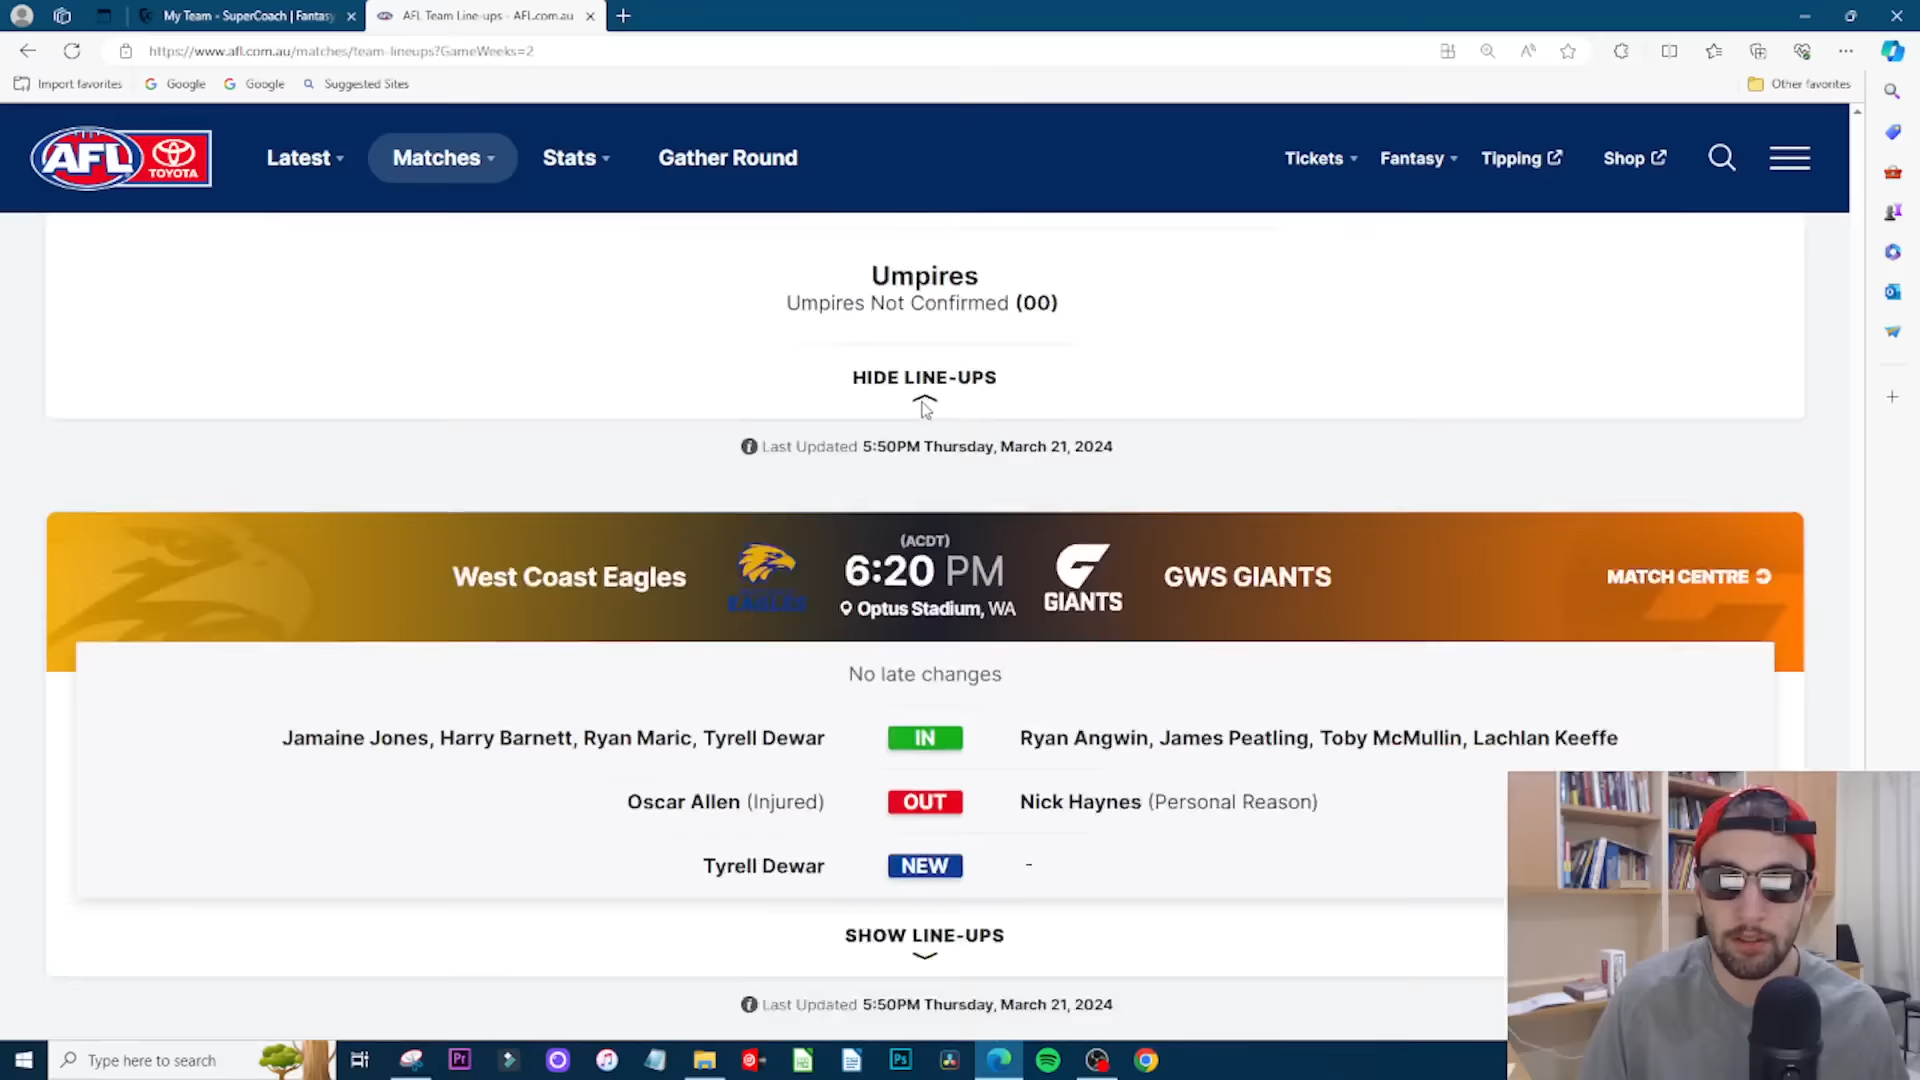 My Team - SuperCoach | Fantasy
AFL Team Line-ups - AFL.com.au
https://www.afl.com.au/matches/team-lineups?GameWeeks=2
Import favorites
Google
Google
Suggested Sites
Other favorites
AFL
TOYOTA
Latest
Matches
Stats
Gather Round
Tickets
Fantasy
Tipping
Shop
Umpires
Umpires Not Confirmed (00)
HIDE LINE-UPS
Last Updated 5:50PM Thursday, March 21, 2024
West Coast Eagles
EAGLES
(ACDT)
6:20 PM
Optus Stadium, WA
GIANTS
GWS GIANTS
MATCH CENTRE
No late changes
Jamaine Jones, Harry Barnett, Ryan Maric, Tyrell Dewar
IN
Ryan Angwin, James Peatling, Toby McMullin, Lachlan Keeffe
Oscar Allen (Injured)
OUT
Nick Haynes (Personal Reason)
Tyrell Dewar
NEW
-
SHOW LINE-UPS
Last Updated 5:50PM Thursday, March 21, 2024
Type here to search
Pr
Ps